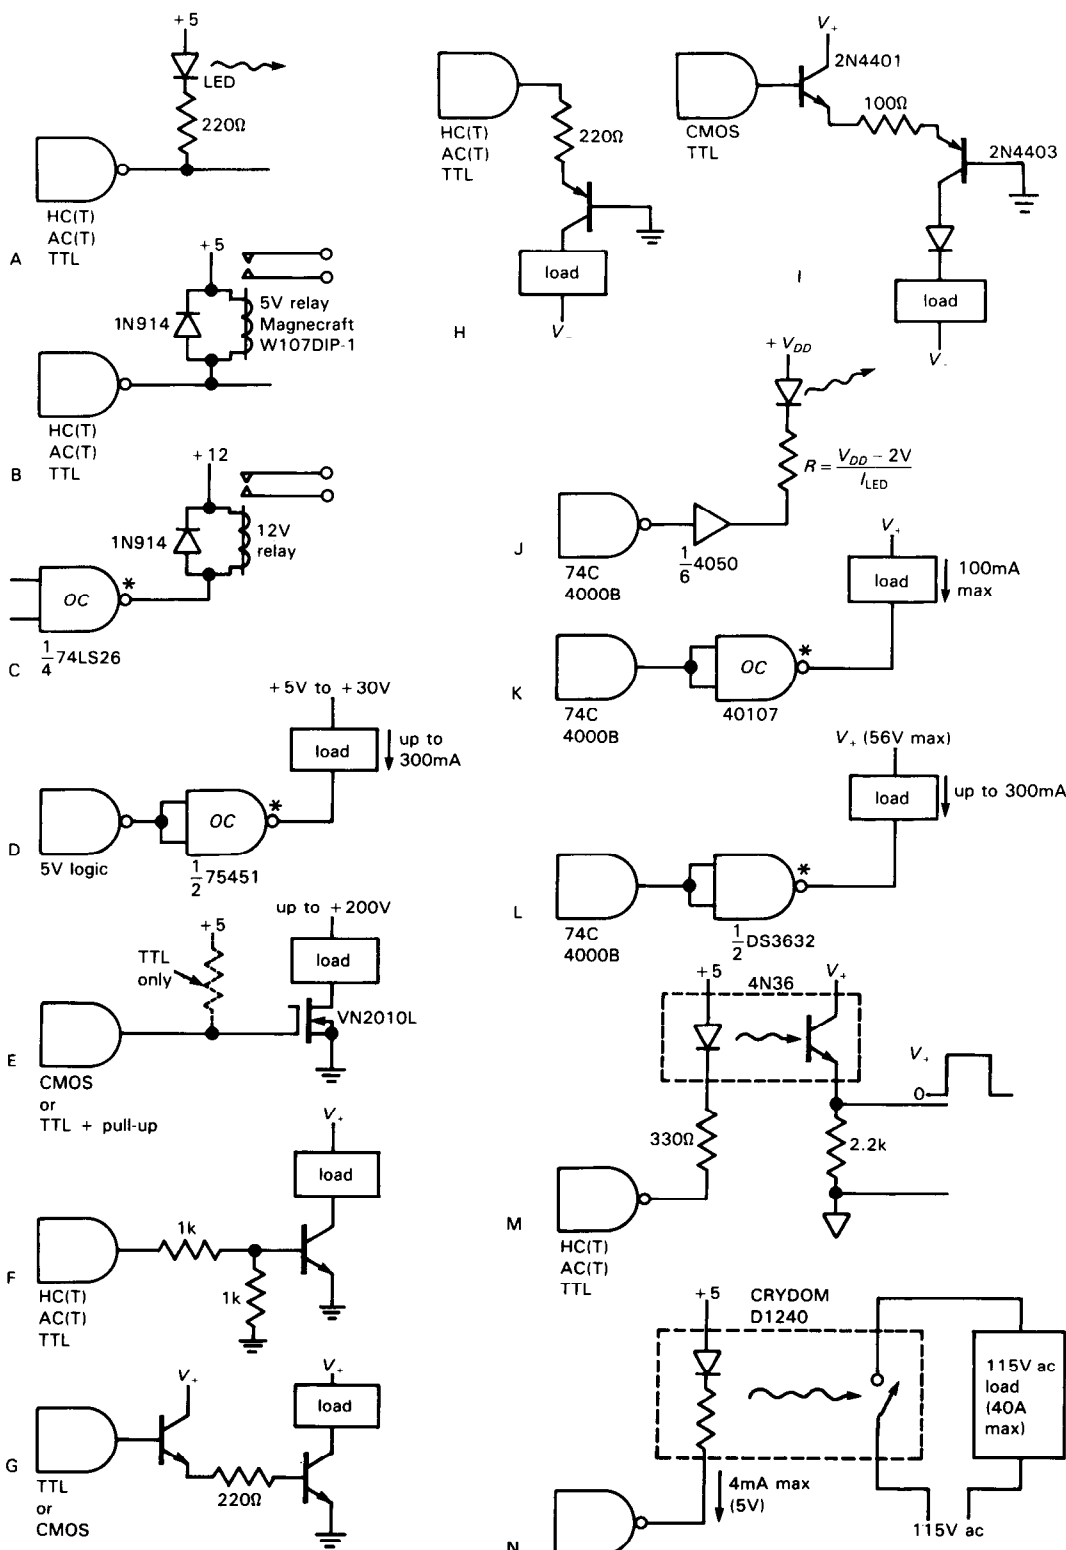 +5
LED
220Ω
HC(T)
AC(T)
TTL
A
+5
1N914
5V relay
Magnecraft
W107DIP-1
HC(T)
AC(T)
TTL
B
+12
1N914
12V
relay
OC
*
1/4 74LS26
C
+5V to +30V
load
up to
300mA
OC
*
D
5V logic
1/2 75451
up to +200V
+5
TTL
only
load
VN2010L
E
CMOS
or
TTL + pull-up
V+
load
1k
F
1k
HC(T)
AC(T)
TTL
V+
V+
load
G
220Ω
TTL
or
CMOS
HC(T)
AC(T)
TTL
220Ω
load
H
V−
V+
2N4401
100Ω
CMOS
TTL
2N4403
I
load
V-
+VDD
R = (VDD − 2V) / ILED
J
1/6 4050
74C
4000B
V+
load
100mA
max
OC
*
K
40107
74C
4000B
V+ (56V max)
load
up to 300mA
*
L
1/2 DS3632
74C
4000B
+5
4N36
V+
V+
0
330Ω
2.2k
M
HC(T)
AC(T)
TTL
+5
CRYDOM
D1240
115V ac
load
(40A
max)
4mA max
(5V)
115V ac
N